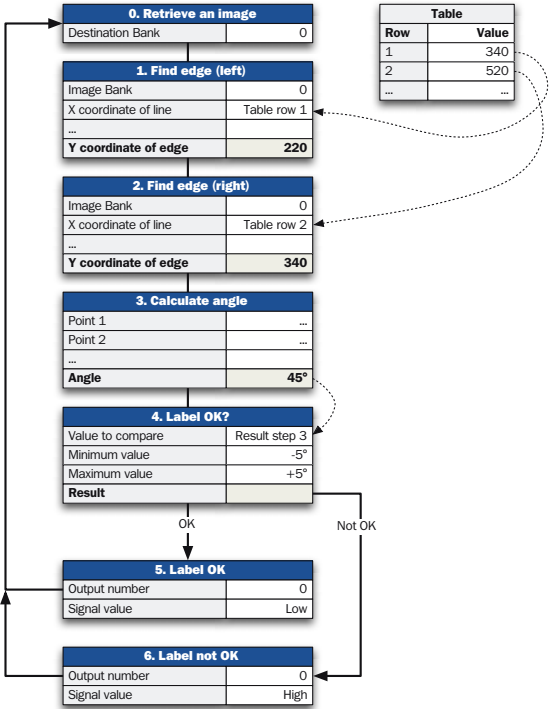 0. Retrieve an image
Destination Bank 0
1. Find edge (left)
Image Bank 0
X coordinate of line Table row 1
...
Y coordinate of edge 220
2. Find edge (right)
Image Bank 0
X coordinate of line Table row 2
...
Y coordinate of edge 340
3. Calculate angle
Point 1 ...
Point 2 ...
...
Angle 45°
4. Label OK?
Value to compare Result step 3
Minimum value -5°
Maximum value +5°
Result
OK
Not OK
5. Label OK
Output number 0
Signal value Low
6. Label not OK
Output number 0
Signal value High
Table
Row Value
1 340
2 520
... ...